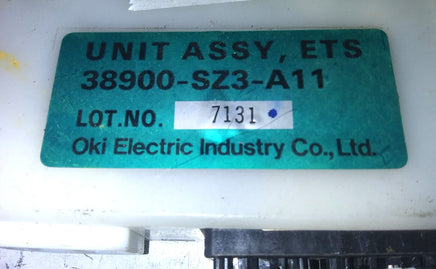 UNIT ASSY, ETS
38900-SZ3-A11
LOT.NO. 7131
Oki Electric Industry Co., Ltd.